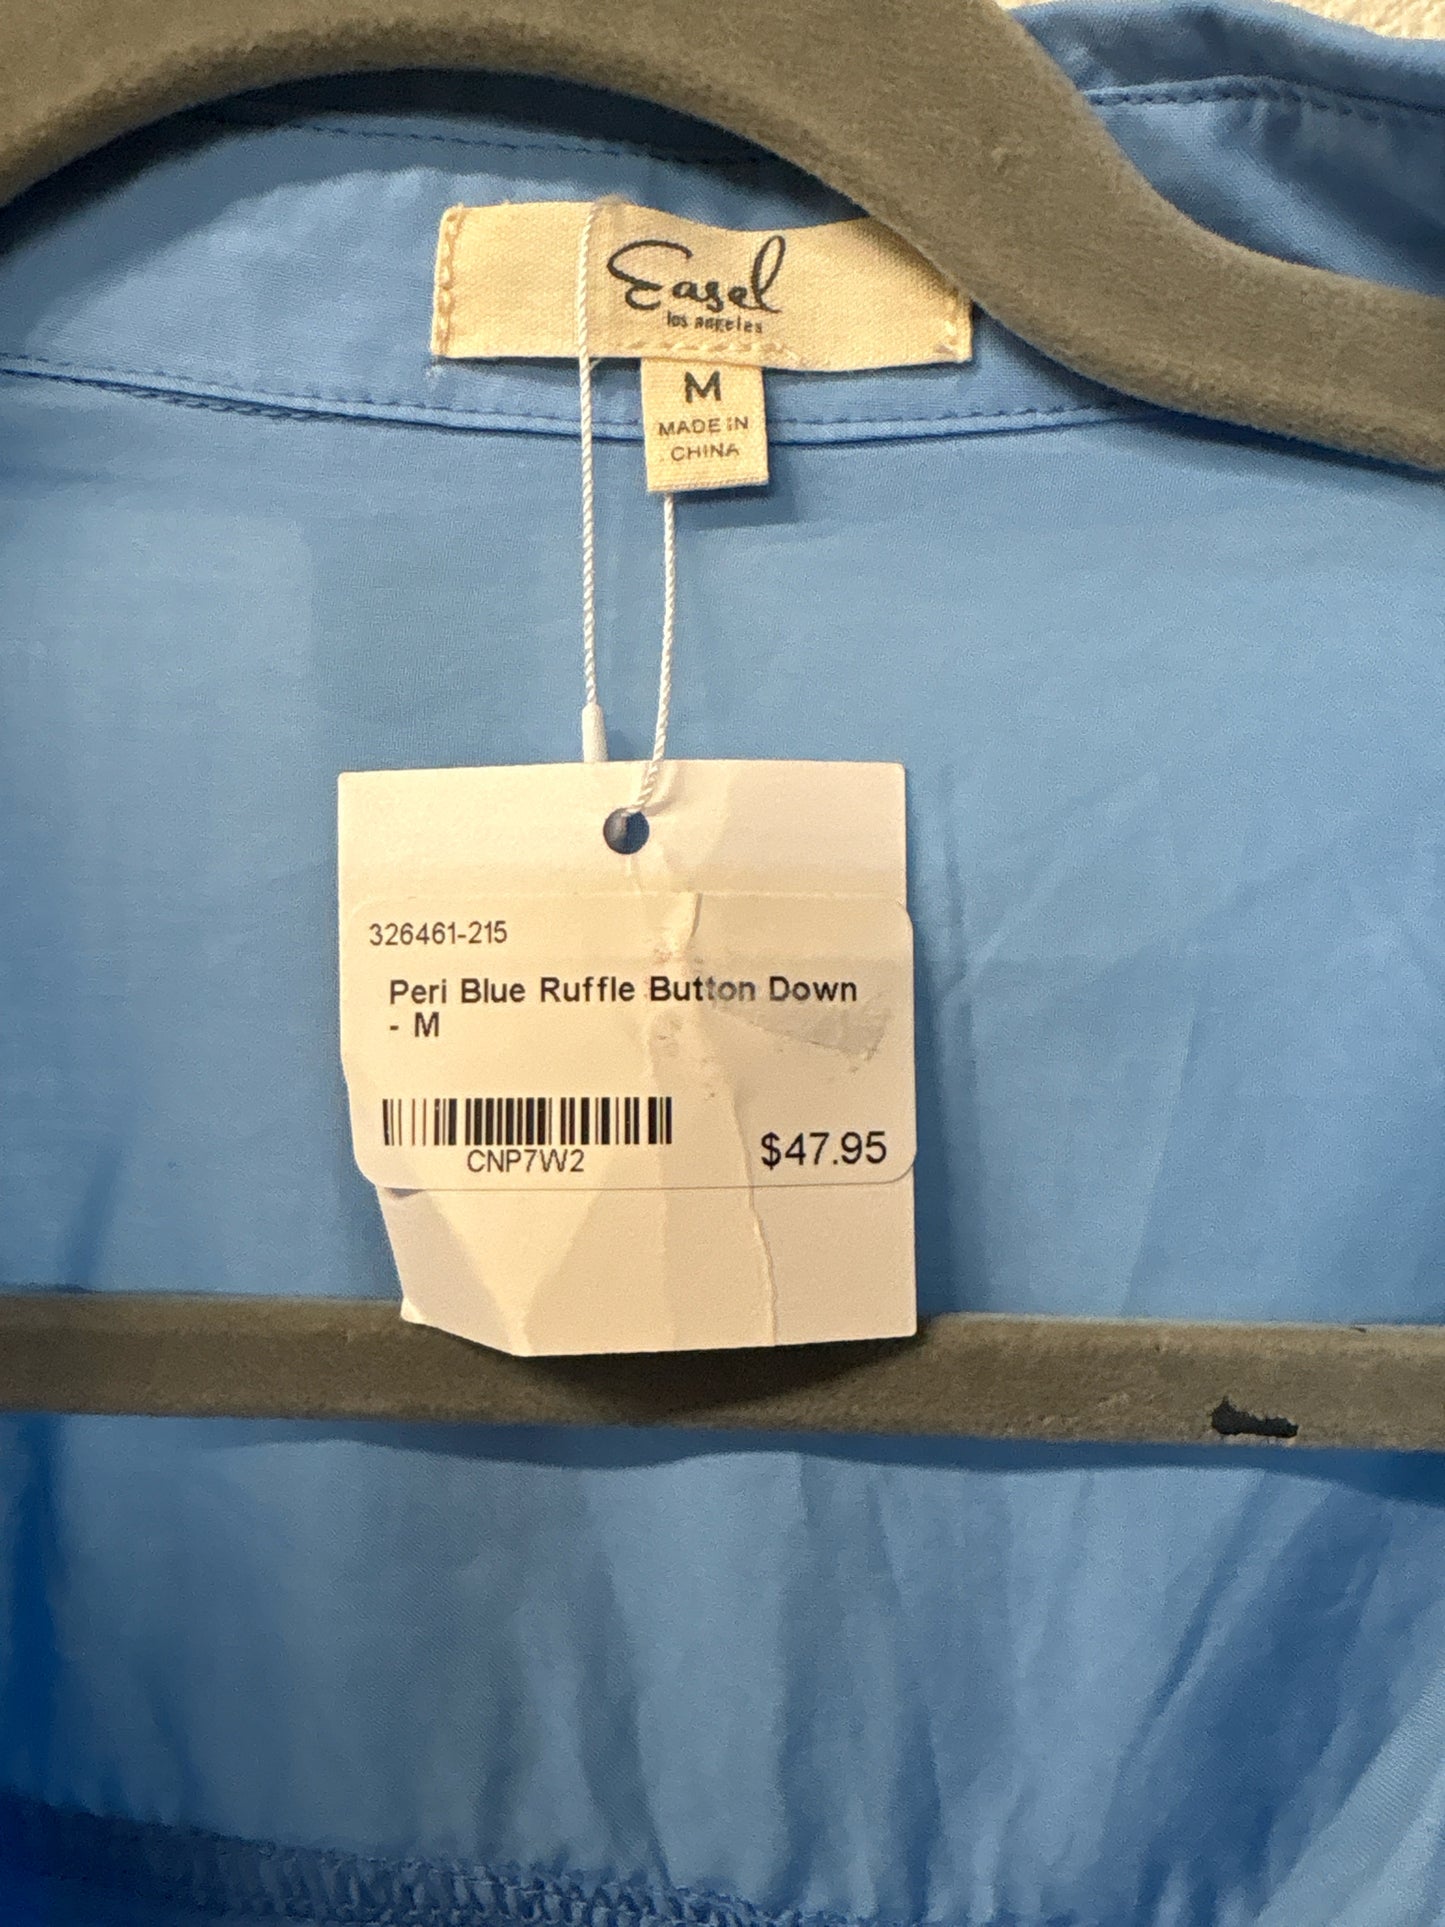 Easel
los angeles
M
MADE IN
CHINA
326461-215
Peri Blue Ruffle Button Down
- M
CNP7W2
$47.95